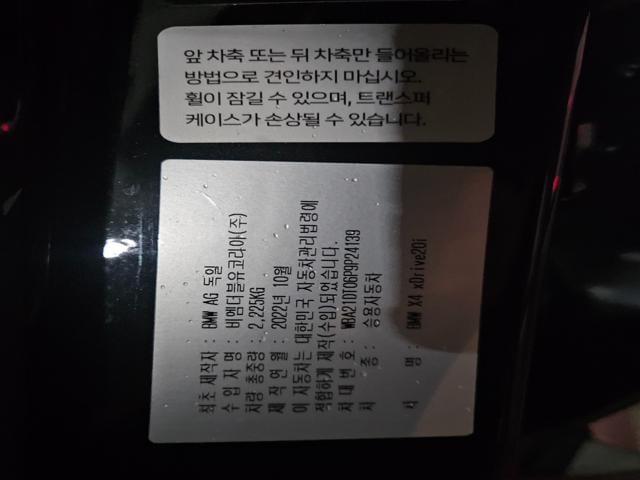 앞 차축 또는 뒤 차축만 들어올리는
방법으로 견인하지 마십시오.
휠이 잠길 수 있으며, 트랜스퍼
케이스가 손상될 수 있습니다.
최초 제작자 : BMW AG 독일
수 입 자 명 : 비엠더블유코리아(주)
차량 총중량 : 2,225KG
제 작 연 월 : 2022년 10월
이 자동차는 대한민국 자동차관리법령에
적합하게 제작(수입)되었습니다.
차 대 번 호 : WBA21DT06P9P24139
차 종 : 승용자동차
차 명 : BMW X4 xDrive20i